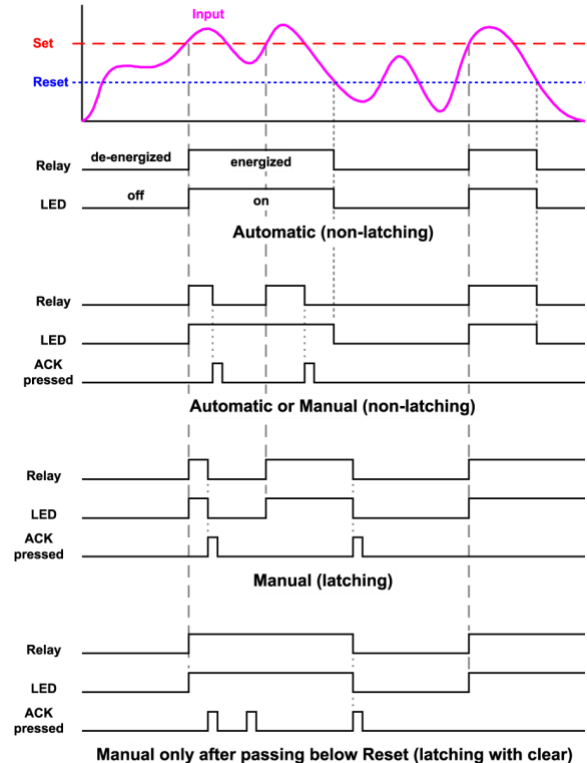 Input
Set
Reset
de-energized energized
Relay
off on
LED
Automatic (non-latching)
Relay
LED
ACK
pressed
Automatic or Manual (non-latching)
Relay
LED
ACK
pressed
Manual (latching)
Relay
LED
ACK
pressed
Manual only after passing below Reset (latching with clear)